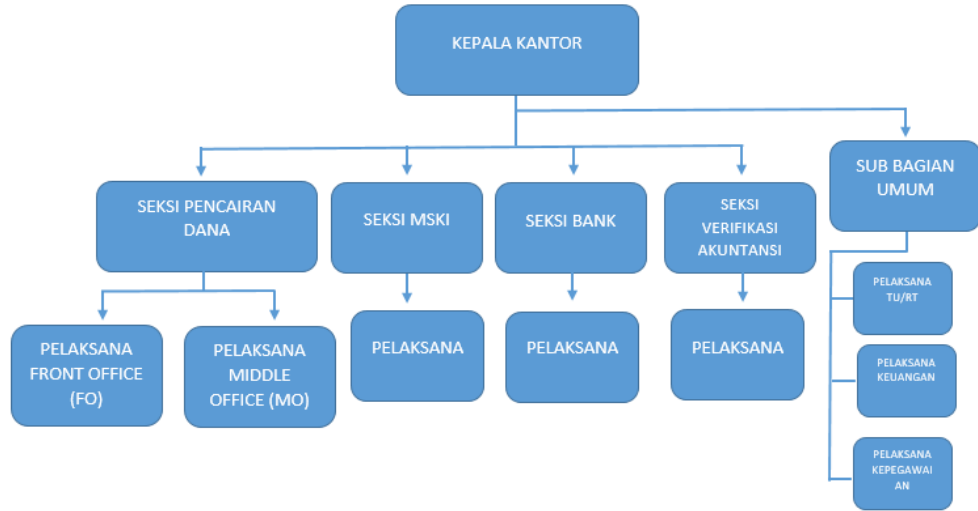 KEPALA KANTOR
SEKSI PENCAIRAN
DANA
SEKSI MSKI
SEKSI BANK
SEKSI
VERIFIKASI
AKUNTANSI
SUB BAGIAN
UMUM
PELAKSANA
FRONT OFFICE
(FO)
PELAKSANA
MIDDLE
OFFICE (MO)
PELAKSANA
PELAKSANA
PELAKSANA
PELAKSANA
TU/RT
PELAKSANA
KEUANGAN
PELAKSANA
KEPEGAWAI
AN